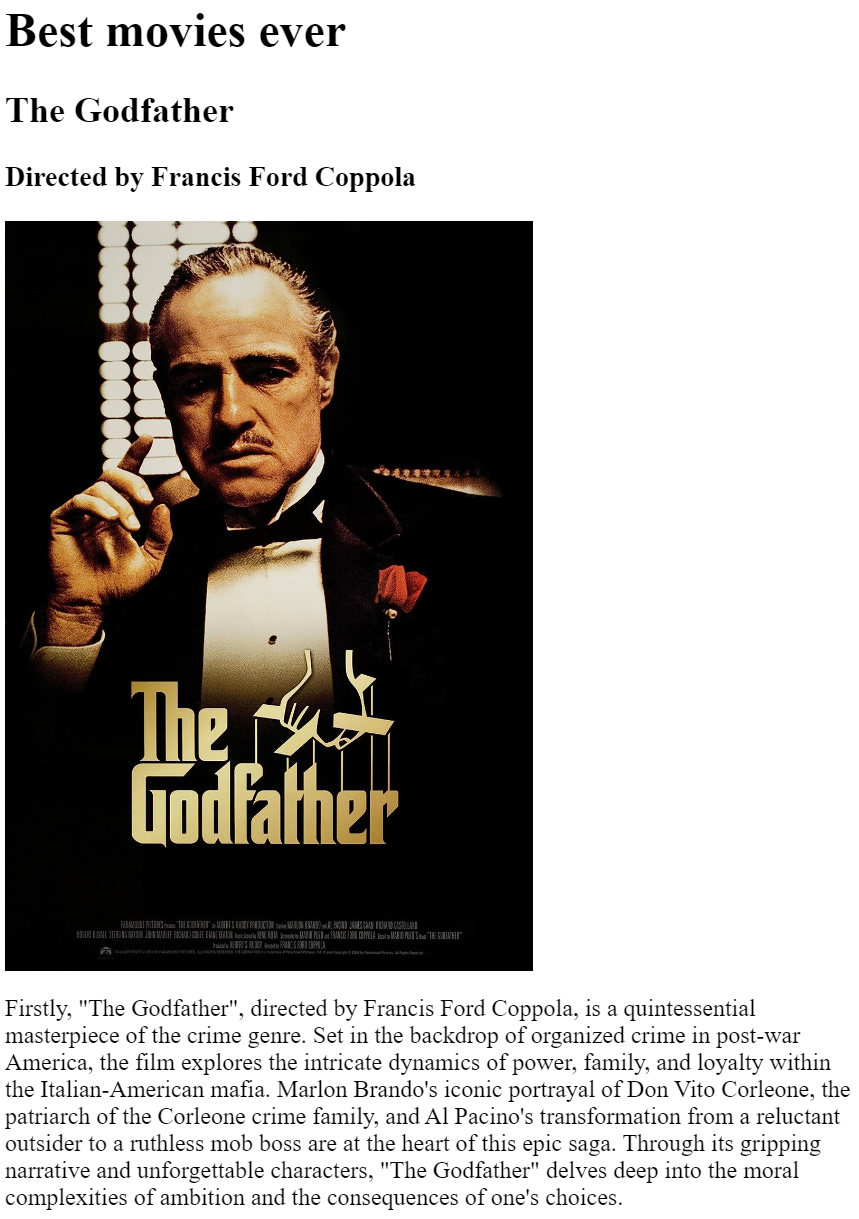 Best movies ever
The Godfather
Directed by Francis Ford Coppola
The
Godfather
Firstly, "The Godfather", directed by Francis Ford Coppola, is a quintessential
masterpiece of the crime genre. Set in the backdrop of organized crime in post-war
America, the film explores the intricate dynamics of power, family, and loyalty within
the Italian-American mafia. Marlon Brando's iconic portrayal of Don Vito Corleone, the
patriarch of the Corleone crime family, and Al Pacino's transformation from a reluctant
outsider to a ruthless mob boss are at the heart of this epic saga. Through its gripping
narrative and unforgettable characters, "The Godfather" delves deep into the moral
complexities of ambition and the consequences of one's choices.